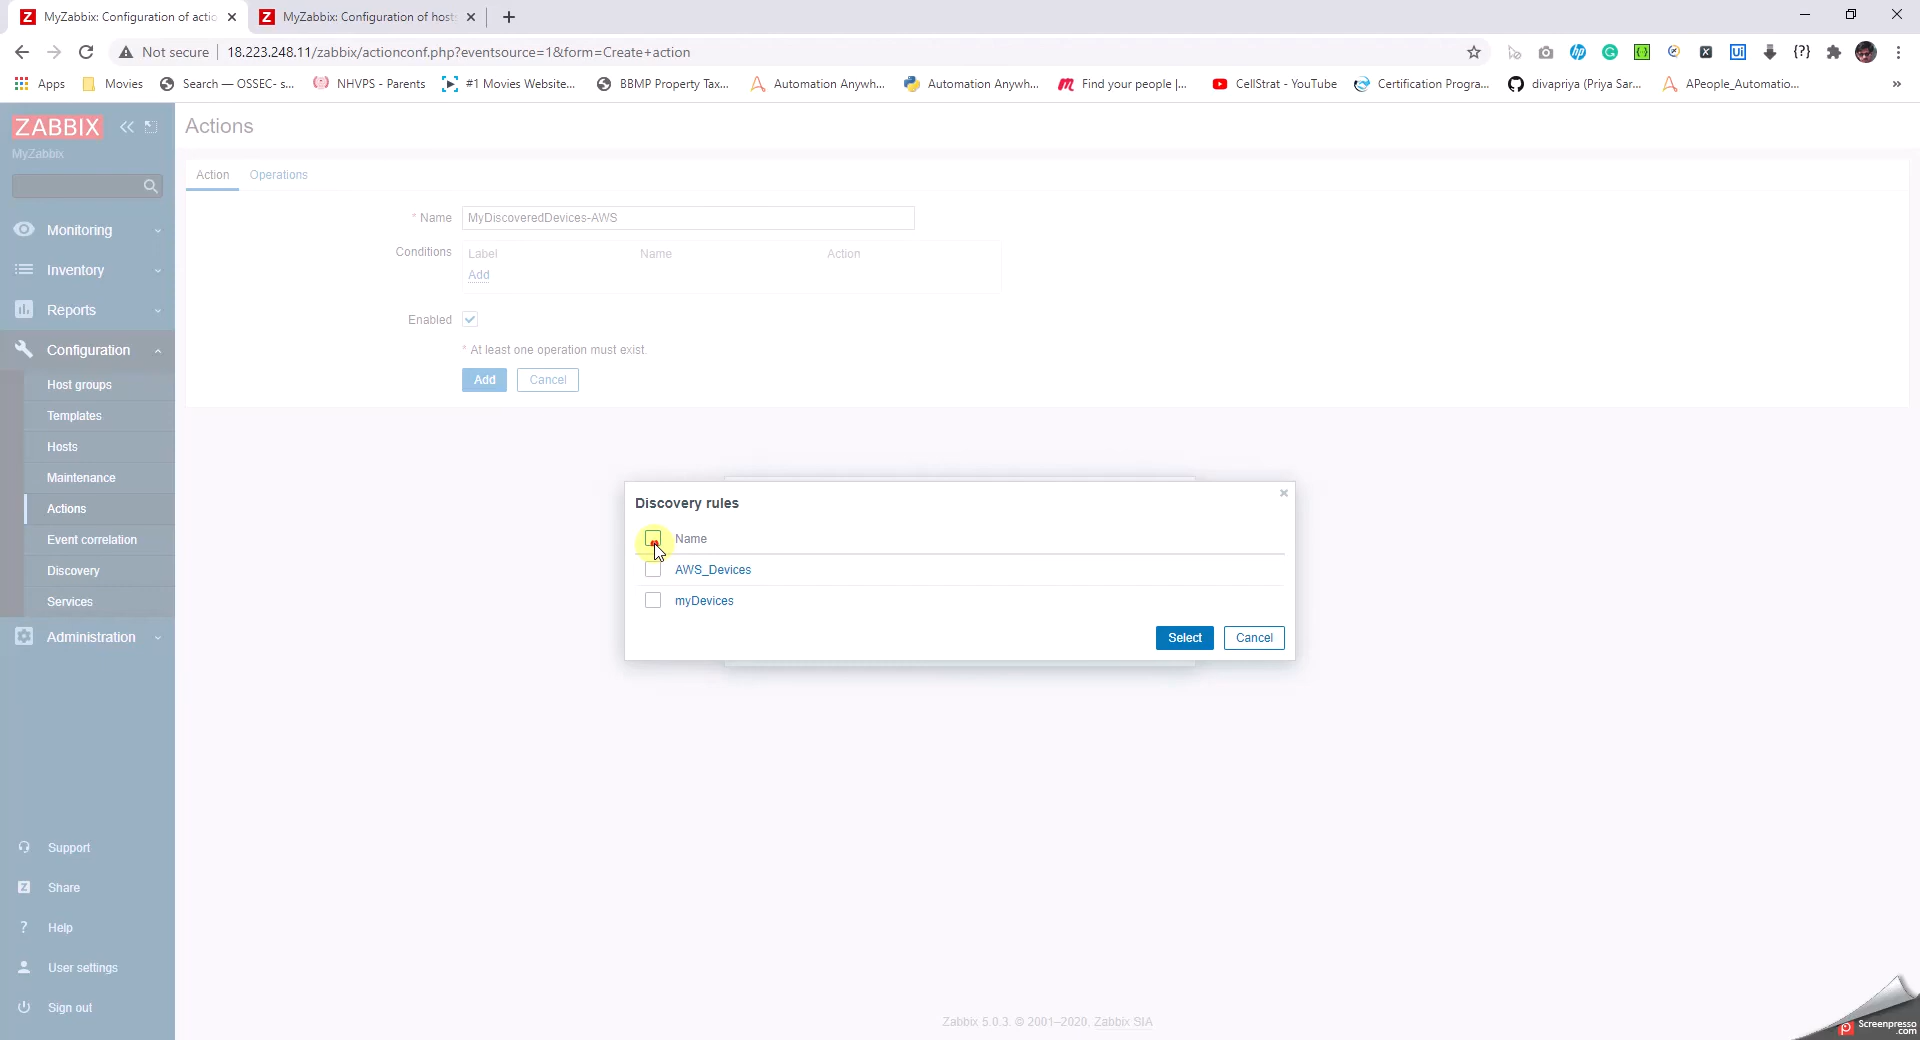 MyZabbix: Configuration of actio
MyZabbix: Configuration of hosts
Not secure
18.223.248.11/zabbix/actionconf.php?eventsource=1&form=Create+action
Apps
Movies
Search — OSSEC- s...
NHVPS - Parents
#1 Movies Website...
BBMP Property Tax...
Automation Anywh...
Automation Anywh...
Find your people |...
CellStrat - YouTube
Certification Progra...
divapriya (Priya Sar...
APeople_Automatio...
»
ZABBIX
MyZabbix
Monitoring
Inventory
Reports
Configuration
Host groups
Templates
Hosts
Maintenance
Actions
Event correlation
Discovery
Services
Administration
Support
Share
Help
User settings
Sign out
Actions
Action
Operations
* Name
MyDiscoveredDevices-AWS
Conditions
Label Name Action
Add
Enabled
* At least one operation must exist.
Add
Cancel
Discovery rules
Name
AWS_Devices
myDevices
Select
Cancel
Zabbix 5.0.3. © 2001–2020, Zabbix SIA
Screenpresso
.com